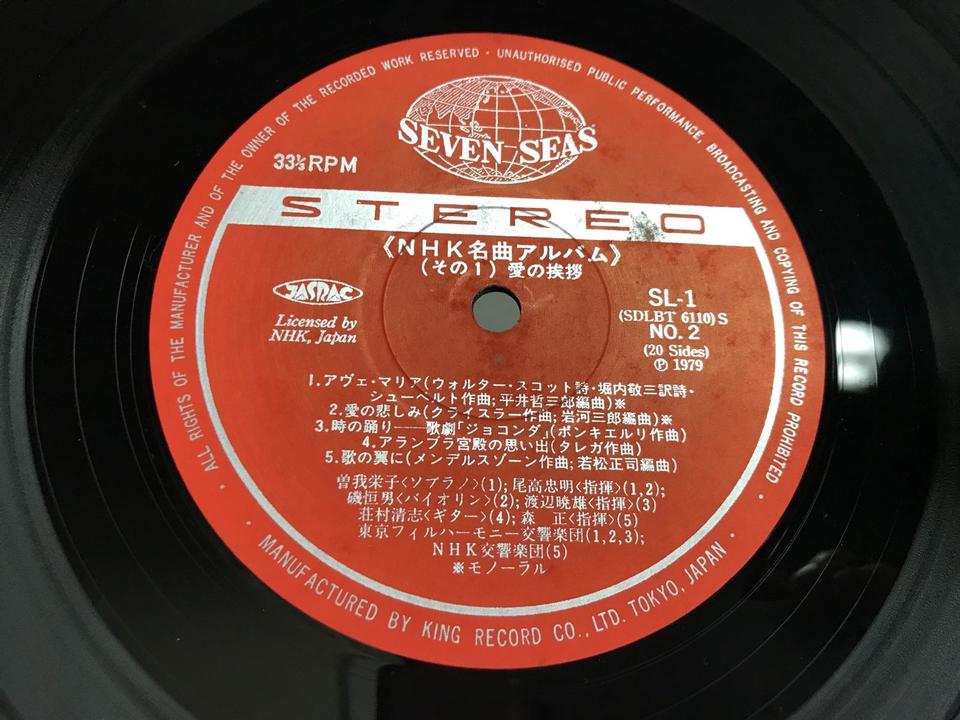 ALL RIGHTS OF THE MANUFACTURER AND OF THE OWNER OF THE RECORDED WORK RESERVED · UNAUTHORISED PUBLIC PERFORMANCE, BROADCASTING AND COPYING OF THIS RECORD PROHIBITED
SEVEN SEAS
33⅓RPM
STEREO
《NHK名曲アルバム》
(その1) 愛の挨拶
JASRAC
Licensed by
NHK, Japan
SL-1
(SDLBT 6110) S
NO. 2
(20 Sides)
Ⓟ 1979
1.アヴェ・マリア(ウォルター・スコット詩・堀内敬三訳詩・
シューベルト作曲;平井哲三郎編曲)※
2.愛の悲しみ(クライスラー作曲;岩河三郎編曲)※
3.時の踊り──歌劇「ジョコンダ」(ポンキエルリ作曲)
4.アランブラ宮殿の思い出(タレガ作曲)
5.歌の翼に(メンデルスゾーン作曲;若松正司編曲)
曽我栄子〈ソプラノ〉(1);尾高忠明〈指揮〉(1,2);
磯恒男〈バイオリン〉(2);渡辺暁雄〈指揮〉(3)
荘村清志〈ギター〉(4);森 正〈指揮〉(5)
東京フィルハーモニー交響楽団(1,2,3);
NHK交響楽団(5)
※モノーラル
· MANUFACTURED BY KING RECORD CO., LTD. TOKYO, JAPAN ·